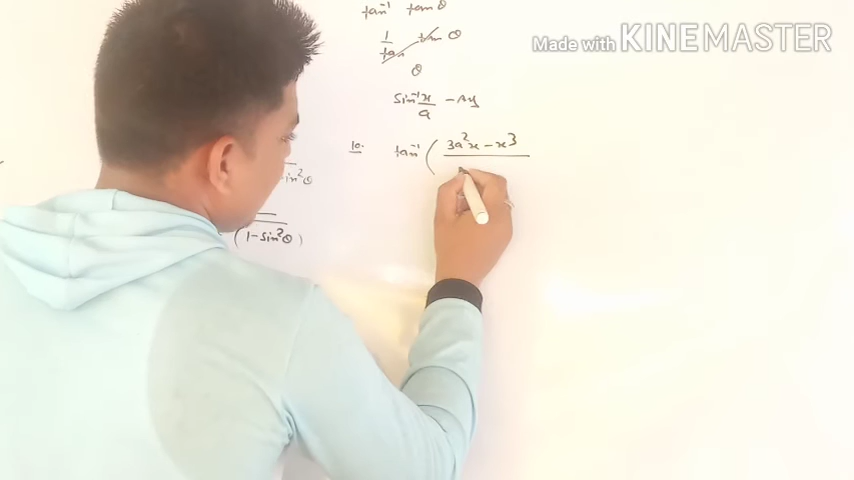 tan⁻¹ tanθ
1/tan tan θ
θ
sin⁻¹ x/a - Ans
Made with KINEMASTER
10. tan⁻¹ ( 3a²x - x³
sin²θ
(1-sin²θ)